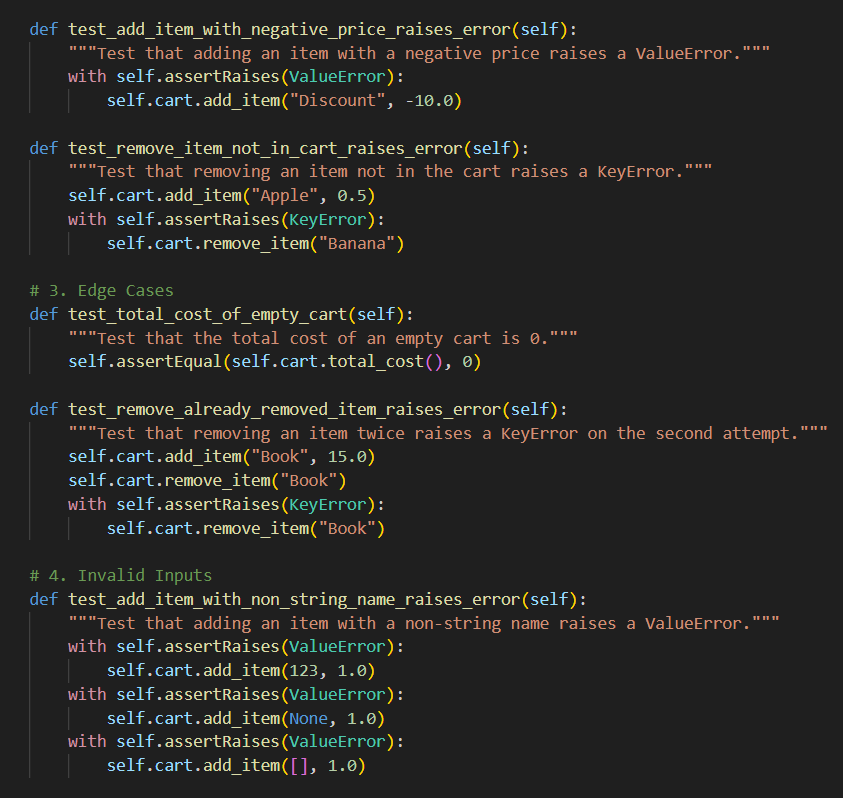 def test_add_item_with_negative_price_raises_error(self):
    """Test that adding an item with a negative price raises a ValueError."""
    with self.assertRaises(ValueError):
        self.cart.add_item("Discount", -10.0)

def test_remove_item_not_in_cart_raises_error(self):
    """Test that removing an item not in the cart raises a KeyError."""
    self.cart.add_item("Apple", 0.5)
    with self.assertRaises(KeyError):
        self.cart.remove_item("Banana")

# 3. Edge Cases
def test_total_cost_of_empty_cart(self):
    """Test that the total cost of an empty cart is 0."""
    self.assertEqual(self.cart.total_cost(), 0)

def test_remove_already_removed_item_raises_error(self):
    """Test that removing an item twice raises a KeyError on the second attempt."""
    self.cart.add_item("Book", 15.0)
    self.cart.remove_item("Book")
    with self.assertRaises(KeyError):
        self.cart.remove_item("Book")

# 4. Invalid Inputs
def test_add_item_with_non_string_name_raises_error(self):
    """Test that adding an item with a non-string name raises a ValueError."""
    with self.assertRaises(ValueError):
        self.cart.add_item(123, 1.0)
    with self.assertRaises(ValueError):
        self.cart.add_item(None, 1.0)
    with self.assertRaises(ValueError):
        self.cart.add_item([], 1.0)